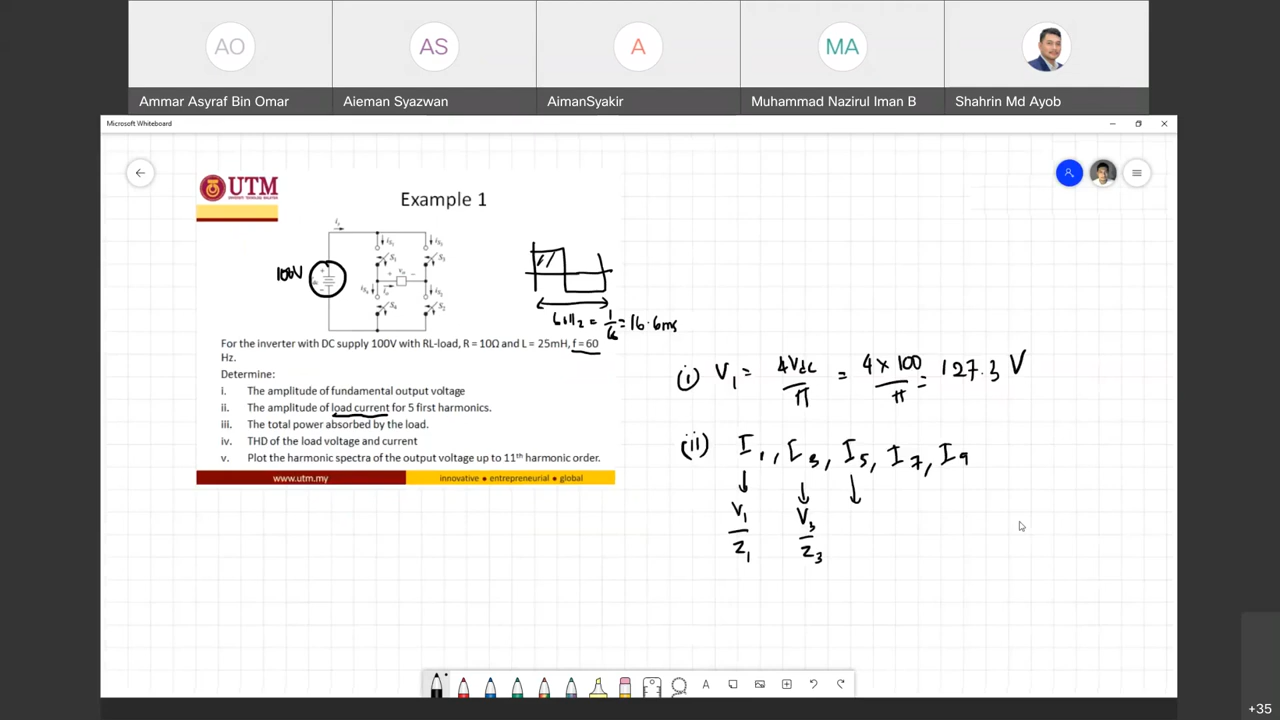 AO
AS
A
MA
Ammar Asyraf Bin Omar
Aieman Syazwan
AimanSyakir
Muhammad Nazirul Iman B
Shahrin Md Ayob
Microsoft Whiteboard
UTM
Example 1
100V
60Hz = 1/60 = 16.6ms
For the inverter with DC supply 100V with RL-load, R = 10Ω and L = 25mH, f = 60
Hz.
Determine:
i. The amplitude of fundamental output voltage
ii. The amplitude of load current for 5 first harmonics.
iii. The total power absorbed by the load.
iv. THD of the load voltage and current
v. Plot the harmonic spectra of the output voltage up to 11th harmonic order.
www.utm.my
innovative ● entrepreneurial ● global
(i) V1 = 4Vdc/π = 4 x 100/π = 127.3 V
(ii) I1, I3, I5, I7, I9
↓ ↓ ↓
V1/Z1 V3/Z3
A
+35